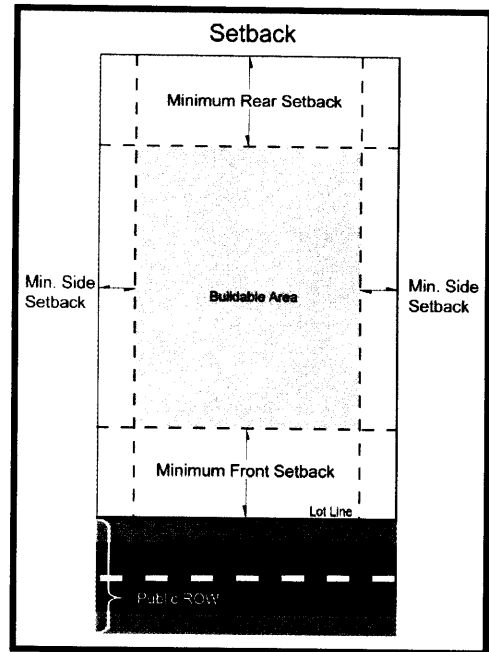 Setback
Minimum Rear Setback
Min. Side
Setback
Buildable Area
Min. Side
Setback
Minimum Front Setback
Lot Line
Public ROW